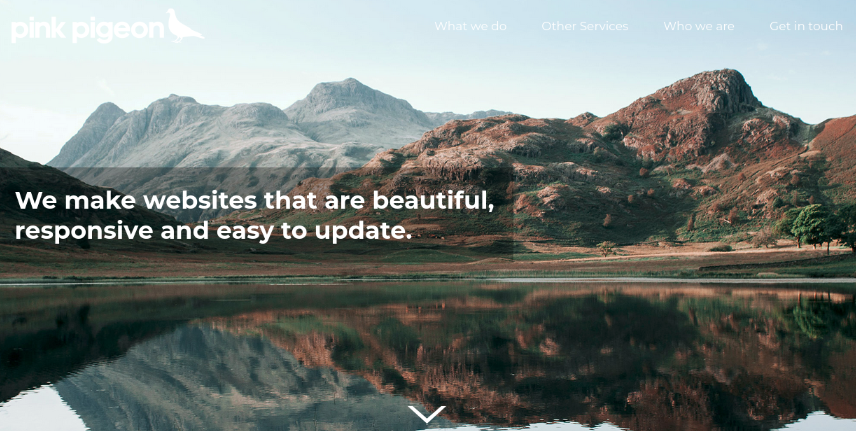 pink pigeon
What we do
Other Services
Who we are
Get in touch
We make websites that are beautiful,
responsive and easy to update.